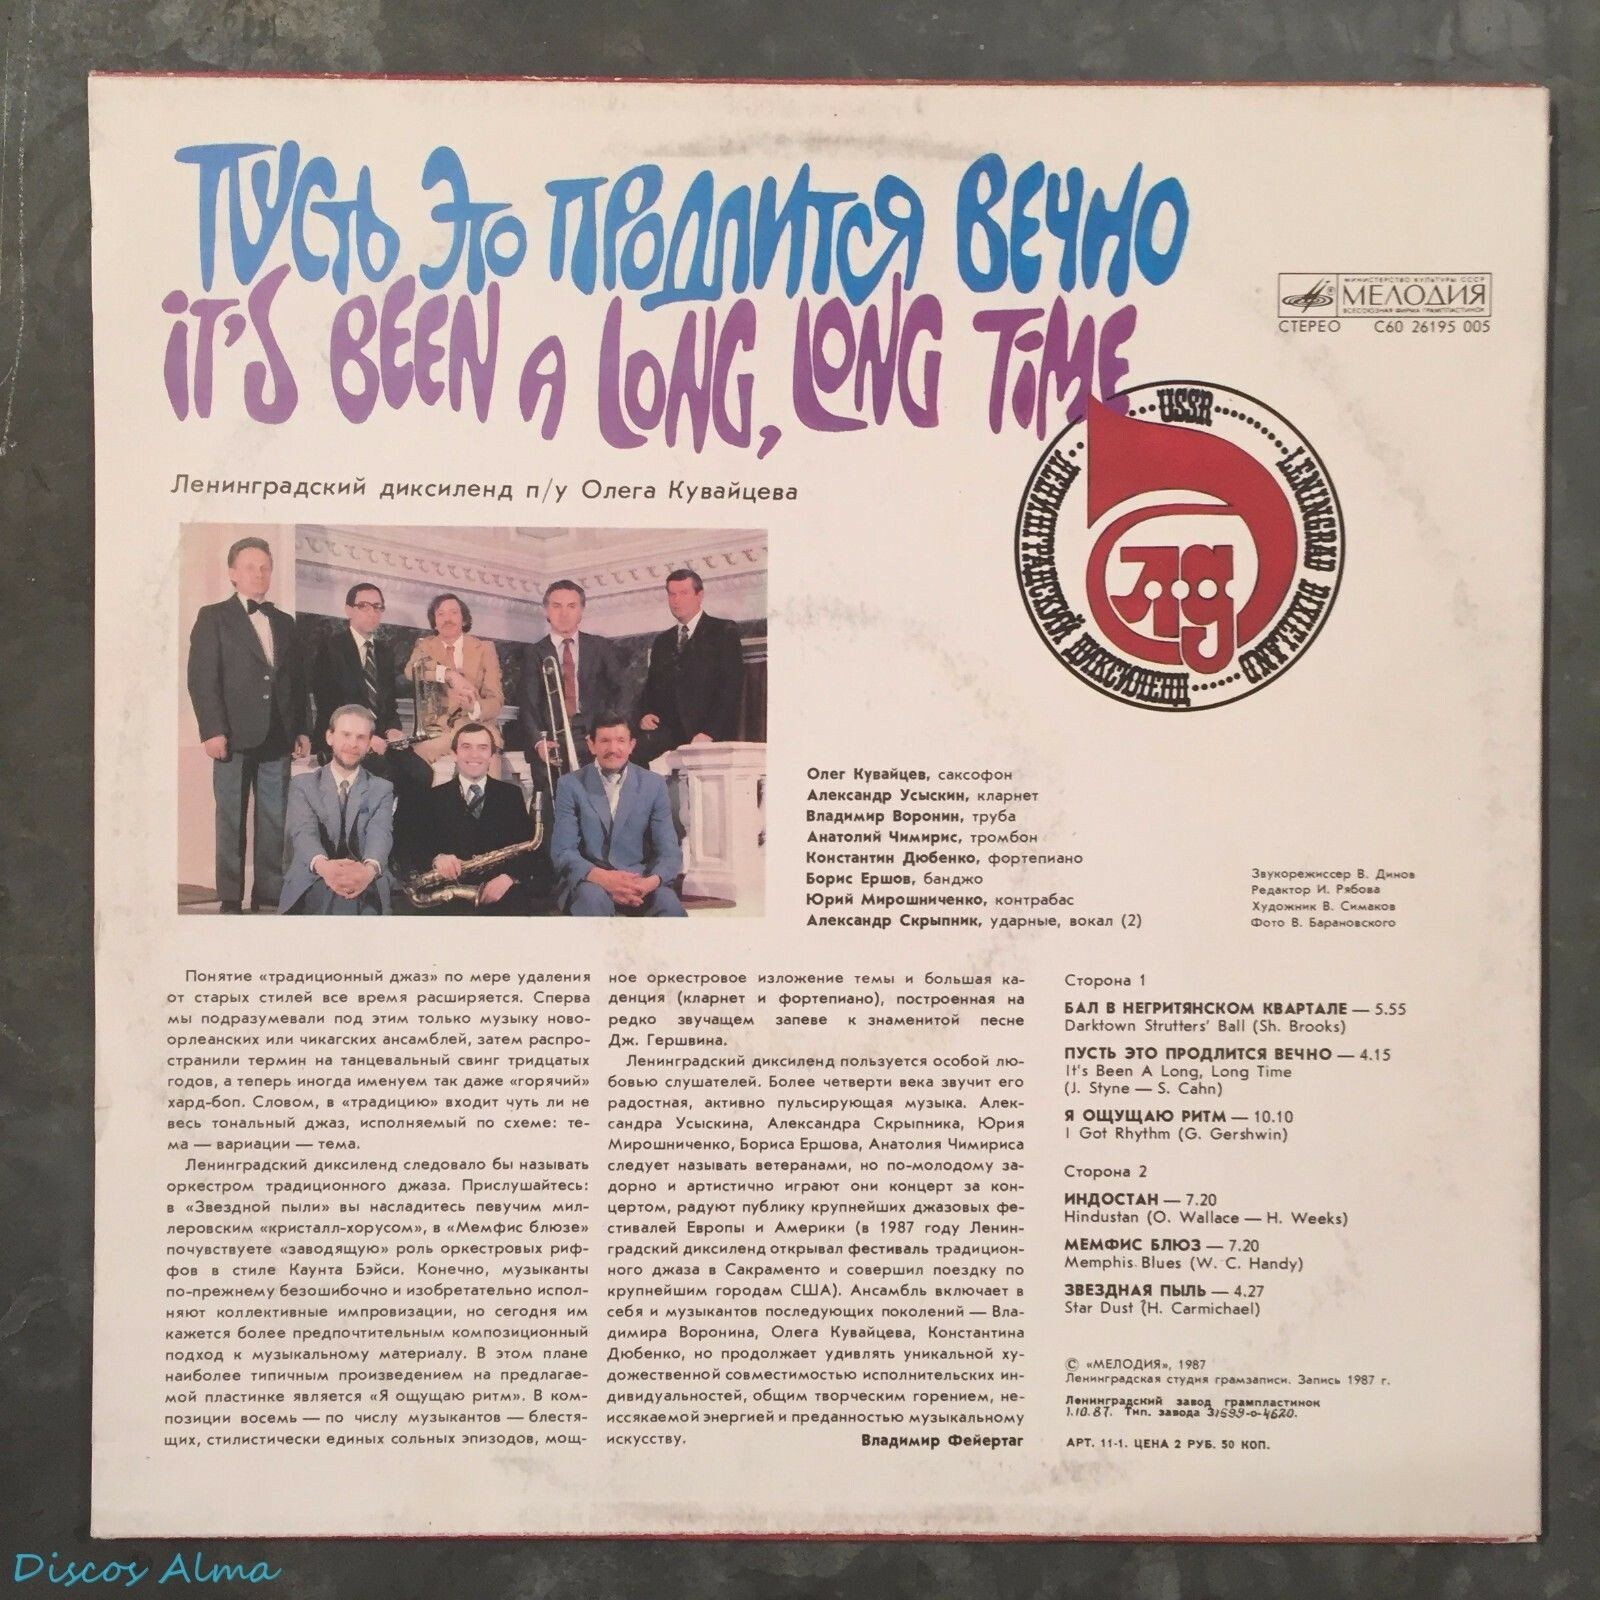 Пусть это продлится вечно
It's Been a Long, Long Time
МИНИСТЕРСТВО КУЛЬТУРЫ СССР
МЕЛОДИЯ
ВСЕСОЮЗНАЯ ФИРМА ГРАМПЛАСТИНОК
СТЕРЕО С60 26195 005
Ленинградский диксиленд п/у Олега Кувайцева
USSR
LENINGRAD DIXIELAND
ЛЕНИНГРАДСКИЙ ДИКСИЛЕНД
лд
Олег Кувайцев, саксофон
Александр Усыскин, кларнет
Владимир Воронин, труба
Анатолий Чимирис, тромбон
Константин Дюбенко, фортепиано
Борис Ершов, банджо
Юрий Мирошниченко, контрабас
Александр Скрыпник, ударные, вокал (2)
Звукорежиссер В. Динов
Редактор И. Рябова
Художник В. Симаков
Фото В. Барановского
Понятие «традиционный джаз» по мере удаления
от старых стилей все время расширяется. Сперва
мы подразумевали под этим только музыку ново-
орлеанских или чикагских ансамблей, затем распро-
странили термин на танцевальный свинг тридцатых
годов, а теперь иногда именуем так даже «горячий»
хард-боп. Словом, в «традицию» входит чуть ли не
весь тональный джаз, исполняемый по схеме: те-
ма — вариации — тема.
Ленинградский диксиленд следовало бы называть
оркестром традиционного джаза. Прислушайтесь:
в «Звездной пыли» вы насладитесь певучим мил-
леровским «кристалл-хорусом», в «Мемфис блюзе»
почувствуете «заводящую» роль оркестровых риф-
фов в стиле Каунта Бэйси. Конечно, музыканты
по-прежнему безошибочно и изобретательно испол-
няют коллективные импровизации, но сегодня им
кажется более предпочтительным композиционный
подход к музыкальному материалу. В этом плане
наиболее типичным произведением на предлагае-
мой пластинке является «Я ощущаю ритм». В ком-
позиции восемь — по числу музыкантов — блестя-
щих, стилистически единых сольных эпизодов, мощ-
ное оркестровое изложение темы и большая ка-
денция (кларнет и фортепиано), построенная на
редко звучащем запеве к знаменитой песне
Дж. Гершвина.
Ленинградский диксиленд пользуется особой лю-
бовью слушателей. Более четверти века звучит его
радостная, активно пульсирующая музыка. Алек-
сандра Усыскина, Александра Скрыпника, Юрия
Мирошниченко, Бориса Ершова, Анатолия Чимириса
следует называть ветеранами, но по-молодому за-
дорно и артистично играют они концерт за кон-
цертом, радуют публику крупнейших джазовых фе-
стивалей Европы и Америки (в 1987 году Ленин-
градский диксиленд открывал фестиваль традицион-
ного джаза в Сакраменто и совершил поездку по
крупнейшим городам США). Ансамбль включает в
себя и музыкантов последующих поколений — Вла-
димира Воронина, Олега Кувайцева, Константина
Дюбенко, но продолжает удивлять уникальной ху-
дожественной совместимостью исполнительских ин-
дивидуальностей, общим творческим горением, не-
иссякаемой энергией и преданностью музыкальному
искусству. Владимир Фейертаг
Сторона 1
БАЛ В НЕГРИТЯНСКОМ КВАРТАЛЕ — 5.55
Darktown Strutters' Ball (Sh. Brooks)
ПУСТЬ ЭТО ПРОДЛИТСЯ ВЕЧНО — 4.15
It's Been A Long, Long Time
(J. Styne — S. Cahn)
Я ОЩУЩАЮ РИТМ — 10.10
I Got Rhythm (G. Gershwin)
Сторона 2
ИНДОСТАН — 7.20
Hindustan (O. Wallace — H. Weeks)
МЕМФИС БЛЮЗ — 7.20
Memphis Blues (W. C. Handy)
ЗВЕЗДНАЯ ПЫЛЬ — 4.27
Star Dust (H. Carmichael)
© «МЕЛОДИЯ», 1987
Ленинградская студия грамзаписи. Запись 1987 г.
Ленинградский завод грампластинок
1.10.87. Тип. завода 31699-о-4620.
АРТ. 11-1. ЦЕНА 2 РУБ. 50 КОП.
Discos Alma